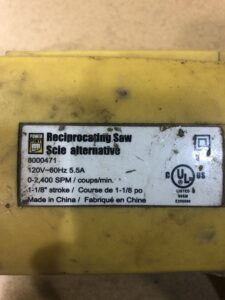 POWER FIST
Reciprocating Saw
Scie alternative
8000471
120V~60Hz 5.5A
0-2,400 SPM / coups/min.
1-1/8" stroke / Course de 1-1/8 po
Made in China / Fabriqué en Chine
C UL US
LISTED